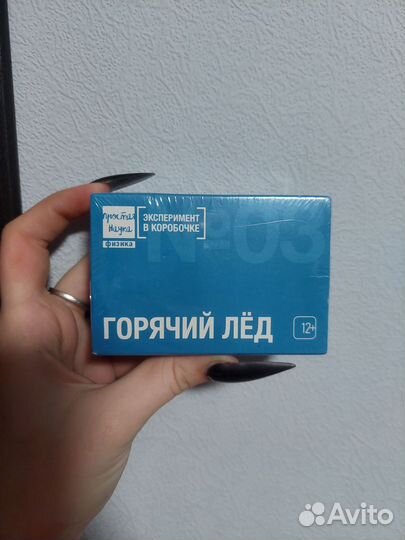 простая
наука
физика
ЭКСПЕРИМЕНТ
В КОРОБОЧКЕ
№03
ГОРЯЧИЙ ЛЁД
12+
Avito